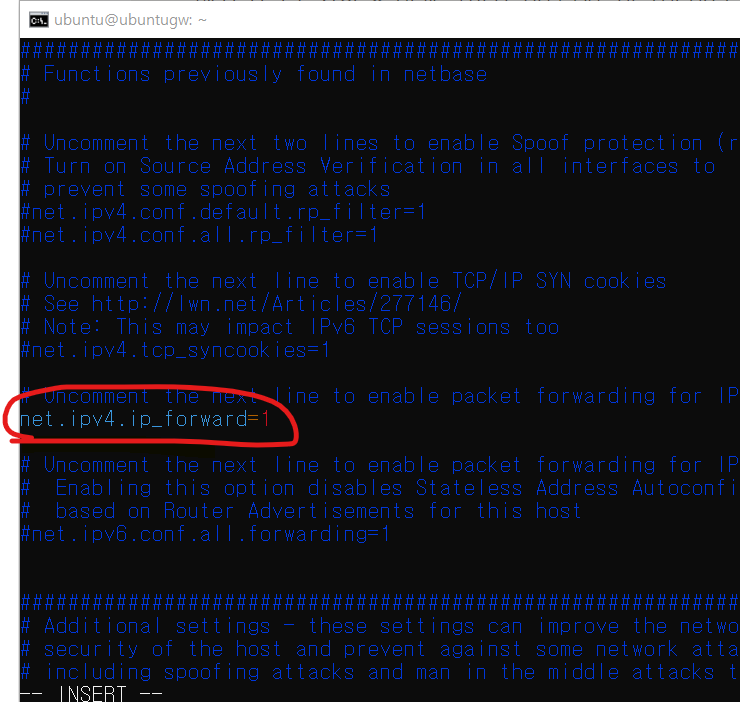 ubuntu@ubuntugw: ~
################################################################
# Functions previously found in netbase
#
# Uncomment the next two lines to enable Spoof protection (r
# Turn on Source Address Verification in all interfaces to
# prevent some spoofing attacks
#net.ipv4.conf.default.rp_filter=1
#net.ipv4.conf.all.rp_filter=1
# Uncomment the next line to enable TCP/IP SYN cookies
# See http://lwn.net/Articles/277146/
# Note: This may impact IPv6 TCP sessions too
#net.ipv4.tcp_syncookies=1
# Uncomment the next line to enable packet forwarding for IP
net.ipv4.ip_forward=1
# Uncomment the next line to enable packet forwarding for IP
#  Enabling this option disables Stateless Address Autoconfi
#  based on Router Advertisements for this host
#net.ipv6.conf.all.forwarding=1
################################################################
# Additional settings - these settings can improve the netwo
# security of the host and prevent against some network atta
# including spoofing attacks and man in the middle attacks t
-- INSERT --